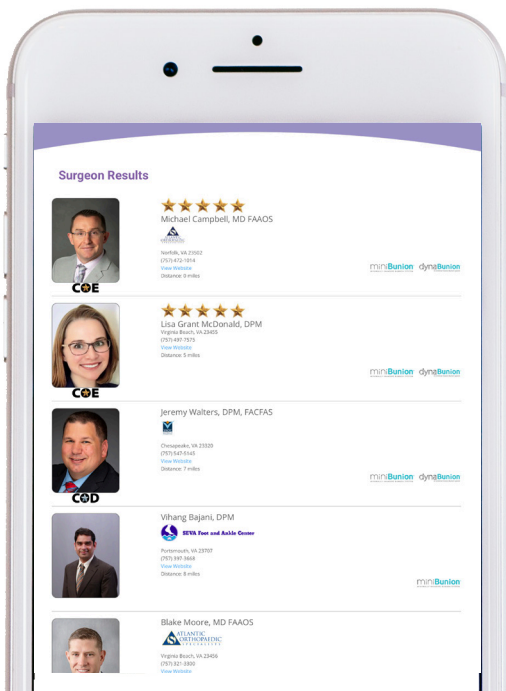 Surgeon Results
Michael Campbell, MD FAAOS
Norfolk, VA 23502
(757) 472-1014
View Website
Distance: 0 miles
miniBunion dynaBunion
COE
Lisa Grant McDonald, DPM
Virginia Beach, VA 23455
(757) 497-7575
View Website
Distance: 5 miles
miniBunion dynaBunion
COE
Jeremy Walters, DPM, FACFAS
Chesapeake, VA 23320
(757) 547-5145
View Website
Distance: 7 miles
miniBunion dynaBunion
COD
Vihang Bajani, DPM
SEVA Foot and Ankle Center
Portsmouth, VA 23707
(757) 397-3668
View Website
Distance: 8 miles
miniBunion
Blake Moore, MD FAAOS
ATLANTIC
ORTHOPAEDIC
SPECIALISTS
Virginia Beach, VA 23456
(757) 321-3300
View Website